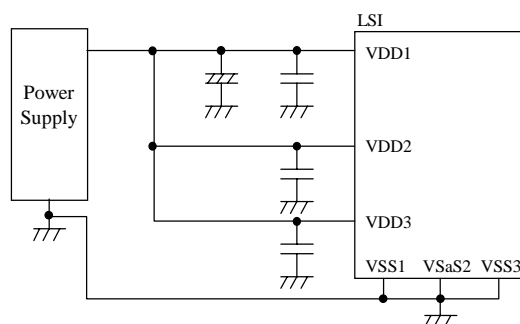 LSI
VDD1
Power
Supply
VDD2
VDD3
VSS1 VSaS2 VSS3